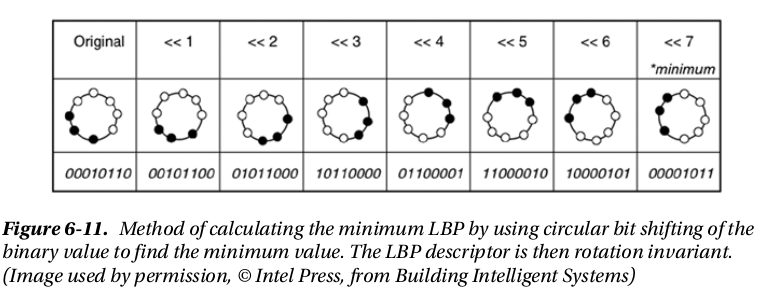 Original << 1 << 2 << 3 << 4 << 5 << 6 << 7
*minimum
00010110 00101100 01011000 10110000 01100001 11000010 10000101 00001011
Figure 6-11. Method of calculating the minimum LBP by using circular bit shifting of the
binary value to find the minimum value. The LBP descriptor is then rotation invariant.
(Image used by permission, © Intel Press, from Building Intelligent Systems)